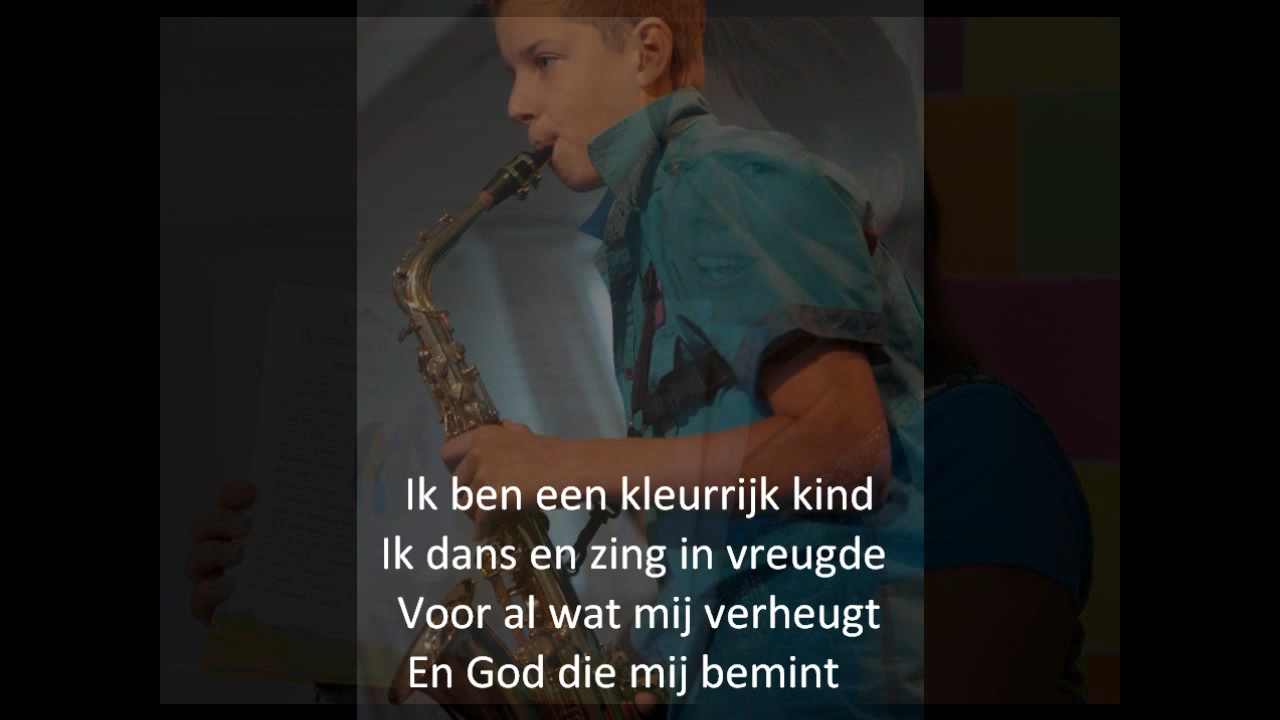 Ik ben een kleurrijk kind
Ik dans en zing in vreugde
Voor al wat mij verheugt
En God die mij bemint